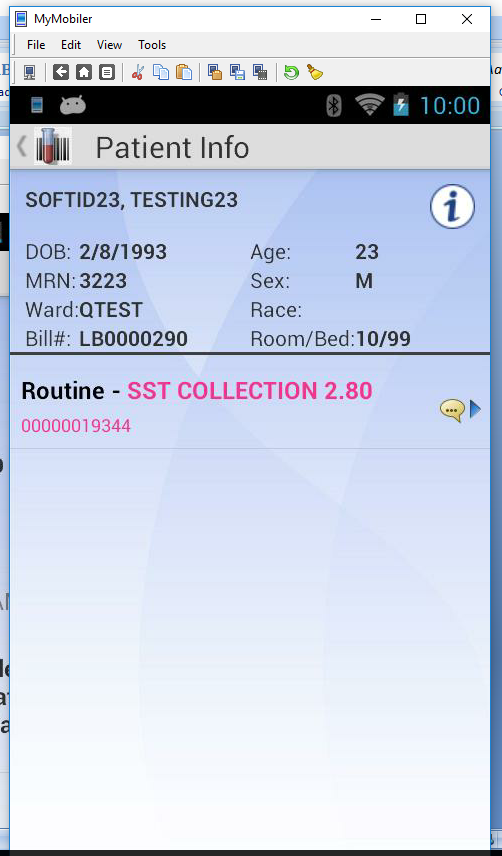 MyMobiler
File Edit View Tools
10:00
Patient Info
SOFTID23, TESTING23
DOB: 2/8/1993 Age: 23
MRN: 3223 Sex: M
Ward:QTEST Race:
Bill#: LB0000290 Room/Bed:10/99
Routine - SST COLLECTION 2.80
00000019344